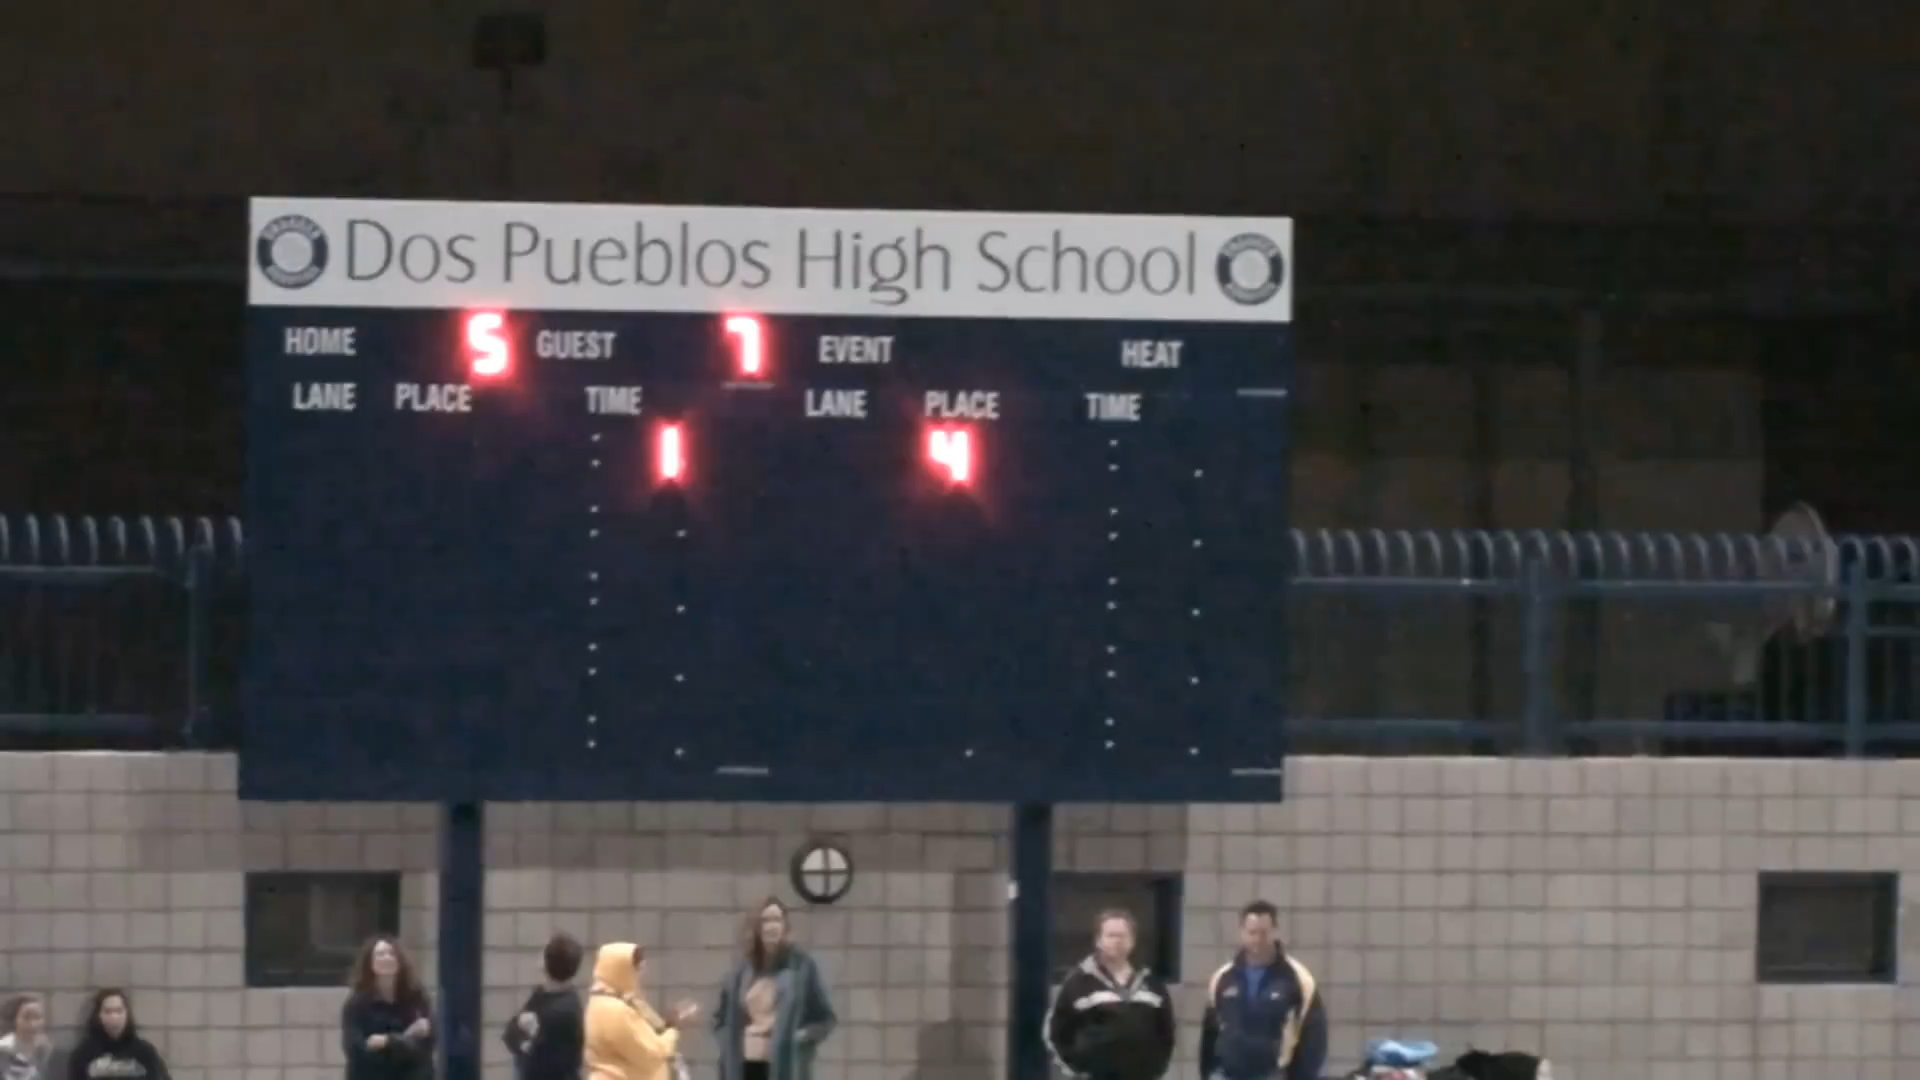 Dos Pueblos High School
HOME 5 GUEST 7 EVENT HEAT
LANE PLACE TIME LANE PLACE TIME
1 4